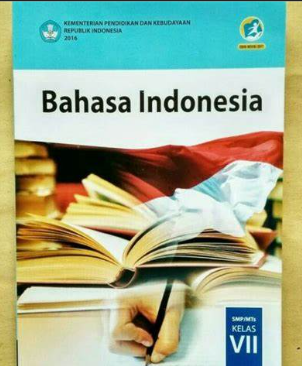 KEMENTERIAN PENDIDIKAN DAN KEBUDAYAAN
REPUBLIK INDONESIA
2016
Bahasa Indonesia
SMP/MTs
KELAS
VII